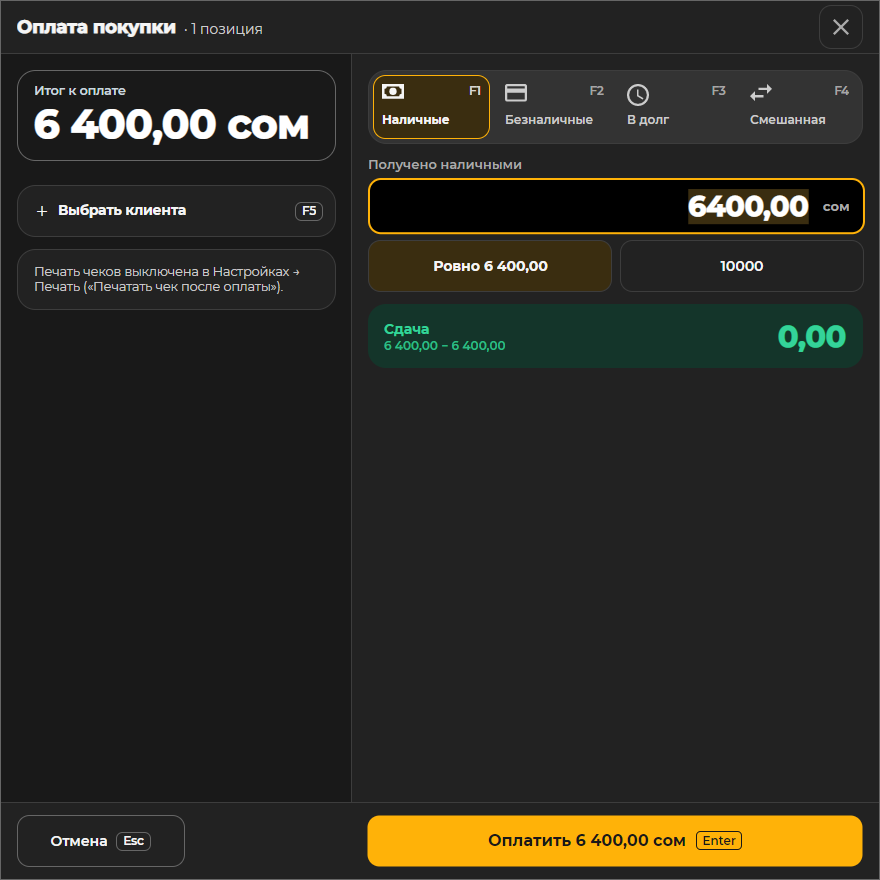 Оплата покупки · 1 позиция
Итог к оплате
6 400,00 сом
+ Выбрать клиента F5
Печать чеков выключена в Настройках →
Печать («Печатать чек после оплаты»).
F1 F2 F3 F4
Наличные Безналичные В долг Смешанная
Получено наличными
6400,00 сом
Ровно 6 400,00 10000
Сдача
6 400,00 − 6 400,00
0,00
Отмена Esc
Оплатить 6 400,00 сом Enter